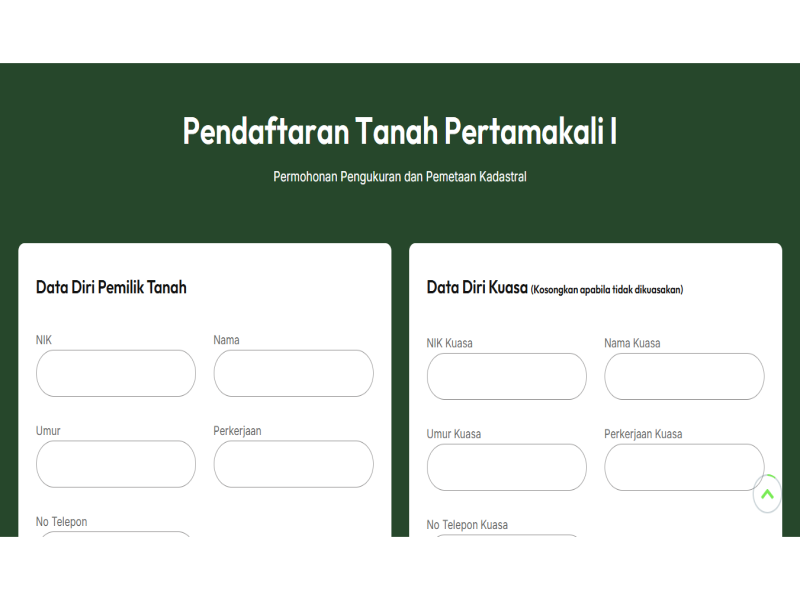 Pendaftaran Tanah Pertamakali I
Permohonan Pengukuran dan Pemetaan Kadastral
Data Diri Pemilik Tanah
NIK
Nama
Umur
Perkerjaan
No Telepon
Data Diri Kuasa (Kosongkan apabila tidak dikuasakan)
NIK Kuasa
Nama Kuasa
Umur Kuasa
Perkerjaan Kuasa
No Telepon Kuasa